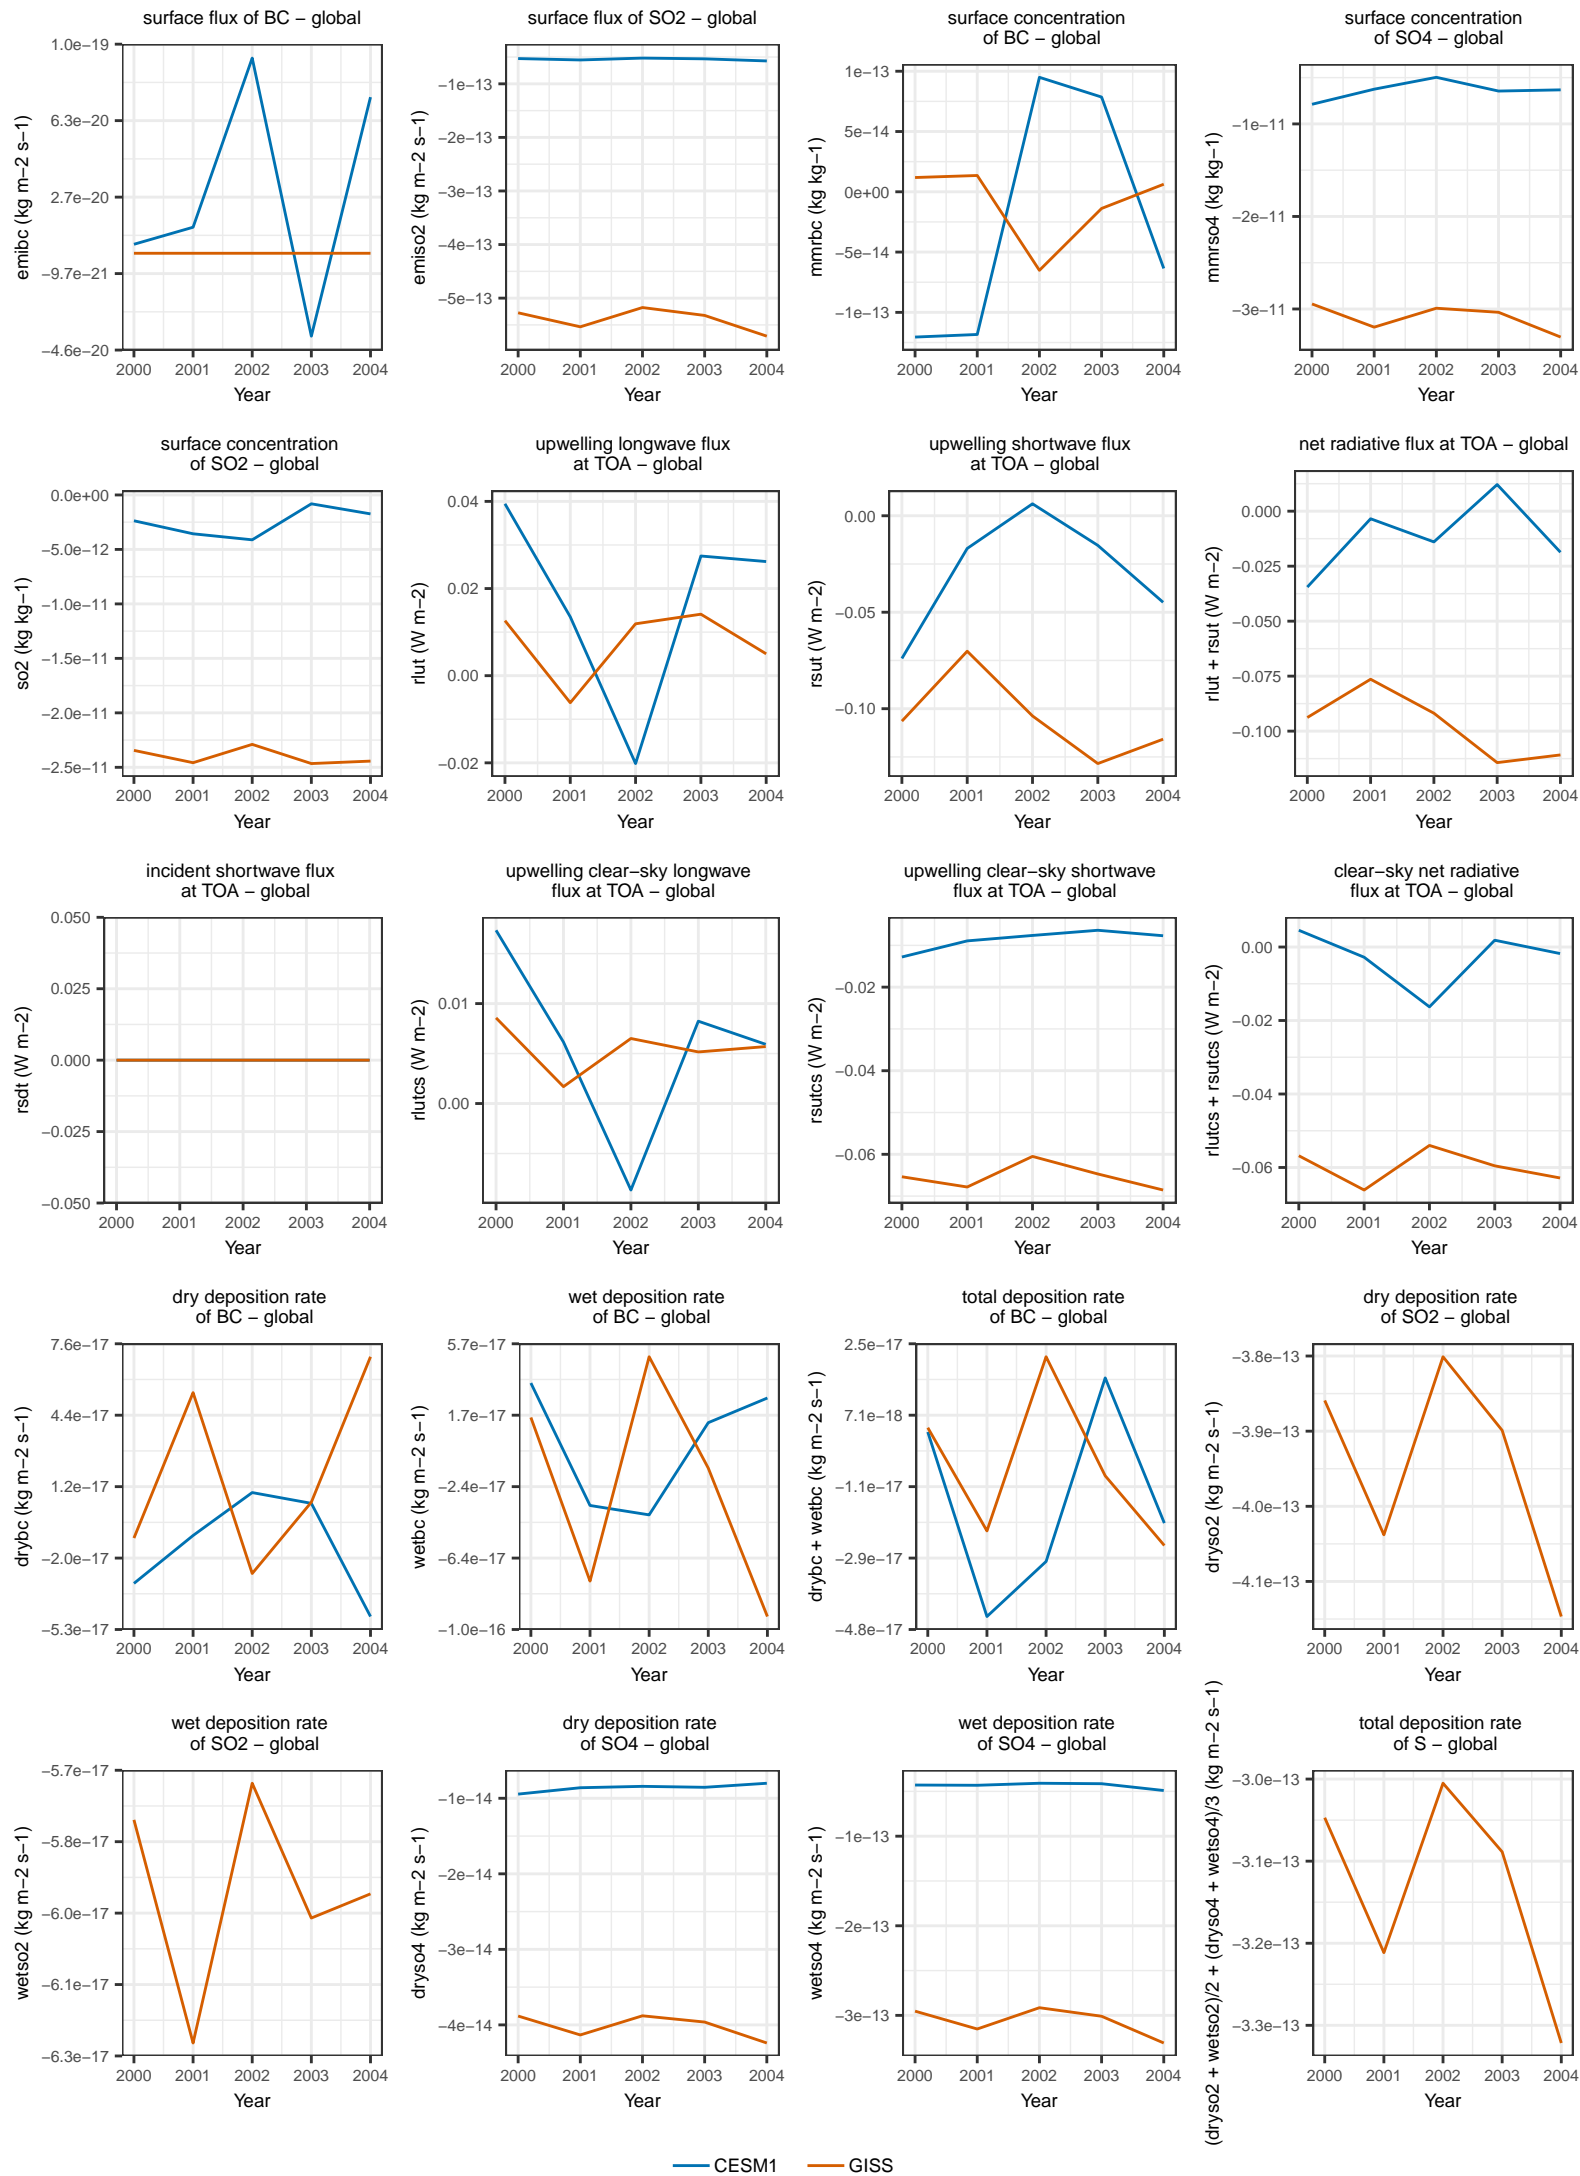 surface flux of BC − global
1.0e−19
6.3e−20
2.7e−20
−9.7e−21
−4.6e−20
emibc (kg m−2 s−1)
2000 2001 2002 2003 2004
Year
surface flux of SO2 − global
−1e−13
−2e−13
−3e−13
−4e−13
−5e−13
emiso2 (kg m−2 s−1)
2000 2001 2002 2003 2004
Year
surface concentration
of BC − global
1e−13
5e−14
0e+00
−5e−14
−1e−13
mmrbc (kg kg−1)
2000 2001 2002 2003 2004
Year
surface concentration
of SO4 − global
−1e−11
−2e−11
−3e−11
mmrso4 (kg kg−1)
2000 2001 2002 2003 2004
Year
surface concentration
of SO2 − global
0.0e+00
−5.0e−12
−1.0e−11
−1.5e−11
−2.0e−11
−2.5e−11
so2 (kg kg−1)
2000 2001 2002 2003 2004
Year
upwelling longwave flux
at TOA − global
0.04
0.02
0.00
−0.02
rlut (W m−2)
2000 2001 2002 2003 2004
Year
upwelling shortwave flux
at TOA − global
0.00
−0.05
−0.10
rsut (W m−2)
2000 2001 2002 2003 2004
Year
net radiative flux at TOA − global
0.000
−0.025
−0.050
−0.075
−0.100
rlut + rsut (W m−2)
2000 2001 2002 2003 2004
Year
incident shortwave flux
at TOA − global
0.050
0.025
0.000
−0.025
−0.050
rsdt (W m−2)
2000 2001 2002 2003 2004
Year
upwelling clear−sky longwave
flux at TOA − global
0.01
0.00
rlutcs (W m−2)
2000 2001 2002 2003 2004
Year
upwelling clear−sky shortwave
flux at TOA − global
−0.02
−0.04
−0.06
rsutcs (W m−2)
2000 2001 2002 2003 2004
Year
clear−sky net radiative
flux at TOA − global
0.00
−0.02
−0.04
−0.06
rlutcs + rsutcs (W m−2)
2000 2001 2002 2003 2004
Year
dry deposition rate
of BC − global
7.6e−17
4.4e−17
1.2e−17
−2.0e−17
−5.3e−17
drybc (kg m−2 s−1)
2000 2001 2002 2003 2004
Year
wet deposition rate
of BC − global
5.7e−17
1.7e−17
−2.4e−17
−6.4e−17
−1.0e−16
wetbc (kg m−2 s−1)
2000 2001 2002 2003 2004
Year
total deposition rate
of BC − global
2.5e−17
7.1e−18
−1.1e−17
−2.9e−17
−4.8e−17
drybc + wetbc (kg m−2 s−1)
2000 2001 2002 2003 2004
Year
dry deposition rate
of SO2 − global
−3.8e−13
−3.9e−13
−4.0e−13
−4.1e−13
dryso2 (kg m−2 s−1)
2000 2001 2002 2003 2004
Year
wet deposition rate
of SO2 − global
−5.7e−17
−5.8e−17
−6.0e−17
−6.1e−17
−6.3e−17
wetso2 (kg m−2 s−1)
2000 2001 2002 2003 2004
Year
dry deposition rate
of SO4 − global
−1e−14
−2e−14
−3e−14
−4e−14
dryso4 (kg m−2 s−1)
2000 2001 2002 2003 2004
Year
wet deposition rate
of SO4 − global
−1e−13
−2e−13
−3e−13
wetso4 (kg m−2 s−1)
2000 2001 2002 2003 2004
Year
total deposition rate
of S − global
−3.0e−13
−3.1e−13
−3.2e−13
−3.3e−13
(dryso2 + wetso2)/2 + (dryso4 + wetso4)/3 (kg m−2 s−1)
2000 2001 2002 2003 2004
Year
CESM1 GISS